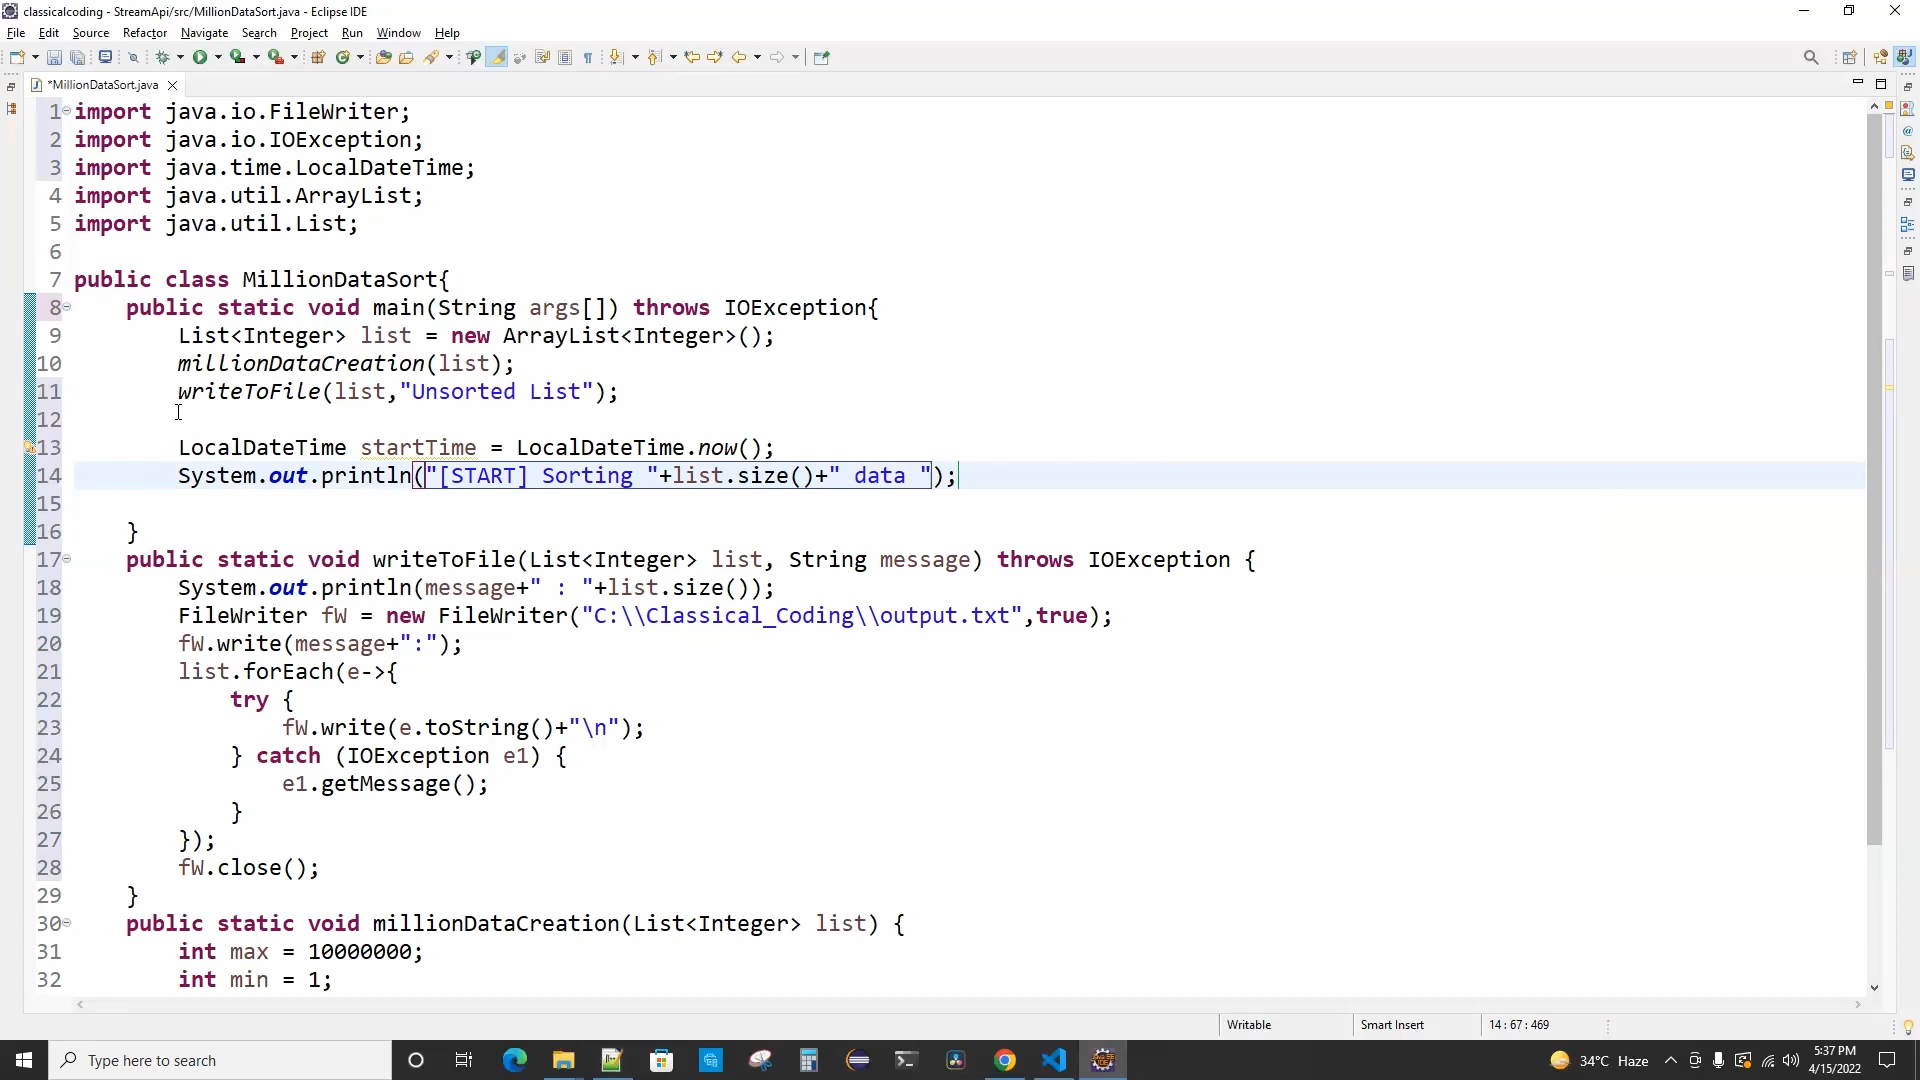 classicalcoding - StreamApi/src/MillionDataSort.java - Eclipse IDE
File Edit Source Refactor Navigate Search Project Run Window Help
*MillionDataSort.java
1 import java.io.FileWriter;
2 import java.io.IOException;
3 import java.time.LocalDateTime;
4 import java.util.ArrayList;
5 import java.util.List;
6
7 public class MillionDataSort{
8 public static void main(String args[]) throws IOException{
9 List<Integer> list = new ArrayList<Integer>();
10 millionDataCreation(list);
11 writeToFile(list,"Unsorted List");
12
13 LocalDateTime startTime = LocalDateTime.now();
14 System.out.println("[START] Sorting "+list.size()+" data ");
15
16 }
17 public static void writeToFile(List<Integer> list, String message) throws IOException {
18 System.out.println(message+" : "+list.size());
19 FileWriter fW = new FileWriter("C:\\Classical_Coding\\output.txt",true);
20 fW.write(message+":");
21 list.forEach(e->{
22 try {
23 fW.write(e.toString()+"\n");
24 } catch (IOException e1) {
25 e1.getMessage();
26 }
27 });
28 fW.close();
29 }
30 public static void millionDataCreation(List<Integer> list) {
31 int max = 10000000;
32 int min = 1;
Writable Smart Insert 14 : 67 : 469
Type here to search
34°C Haze
5:37 PM
4/15/2022